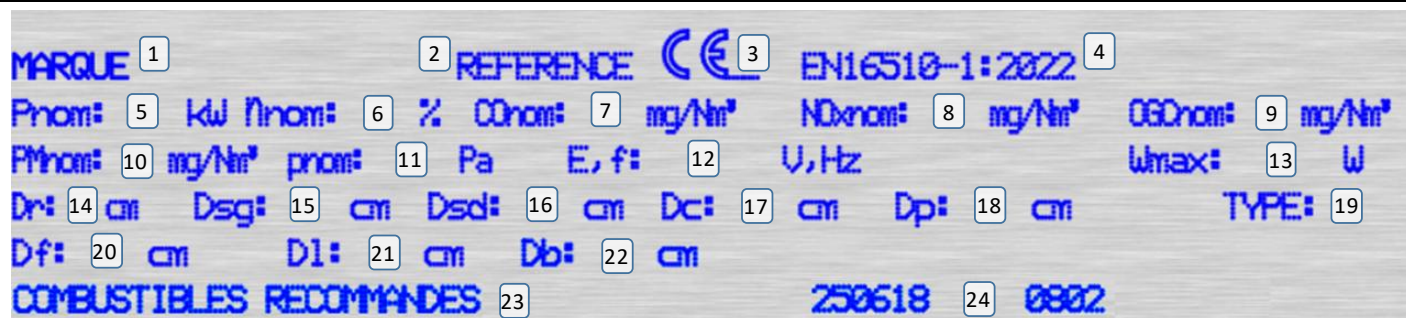 MARQUE 1 2 REFERENCE CE 3 EN16510-1:2022 4
Pnom: 5 kW ηnom: 6 % COnom: 7 mg/Nm³ NOxnom: 8 mg/Nm³ OGCnom: 9 mg/Nm³
PMnom: 10 mg/Nm³ pnom: 11 Pa E,f: 12 V,Hz Wmax: 13 W
Dr: 14 cm Dsg: 15 cm Dsd: 16 cm Dc: 17 cm Dp: 18 cm TYPE: 19
Df: 20 cm Dl: 21 cm Db: 22 cm
COMBUSTIBLES RECOMMANDES 23 250618 24 0802